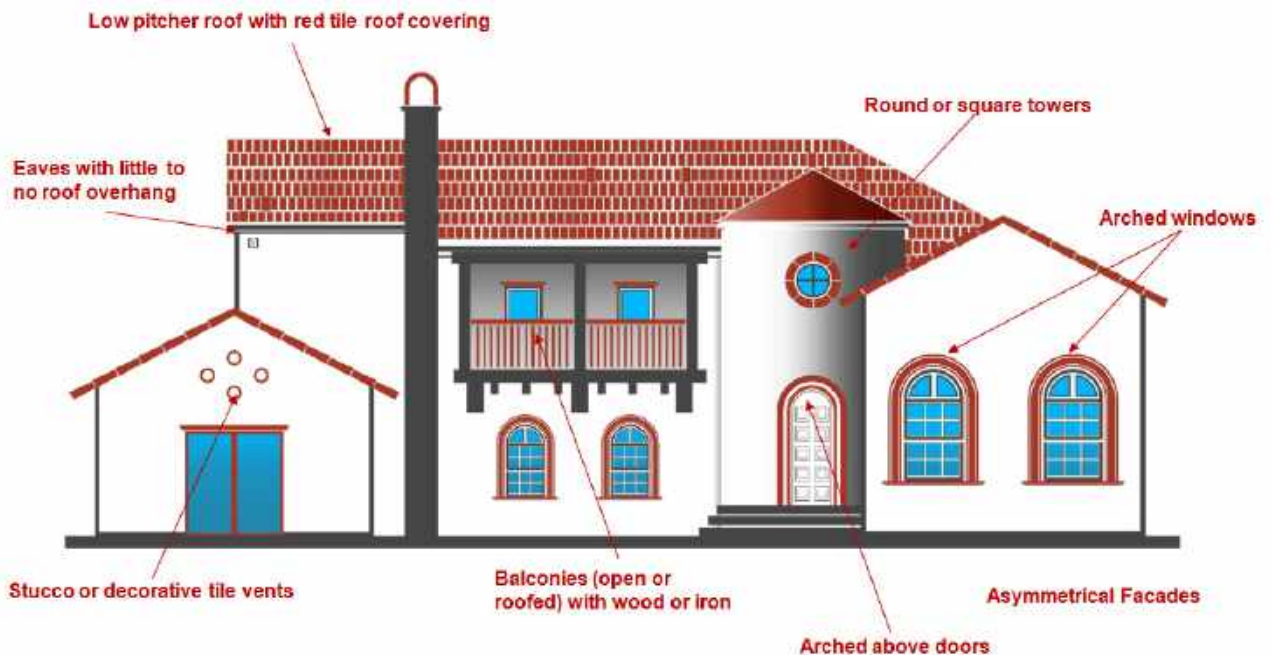 Low pitcher roof with red tile roof covering
Round or square towers
Eaves with little to
no roof overhang
Arched windows
Stucco or decorative tile vents
Balconies (open or
roofed) with wood or iron
Asymmetrical Facades
Arched above doors